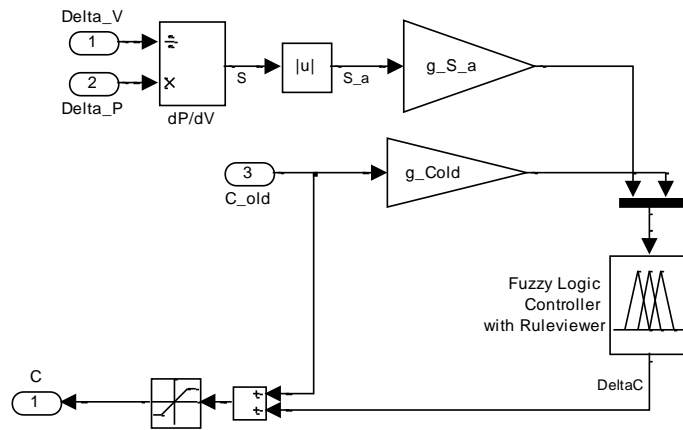 Delta_V
1
÷
2
×
Delta_P
dP/dV
S
|u|
S_a
g_S_a
3
C_old
g_Cold
Fuzzy Logic
Controller
with Ruleviewer
DeltaC
C
1
+
+